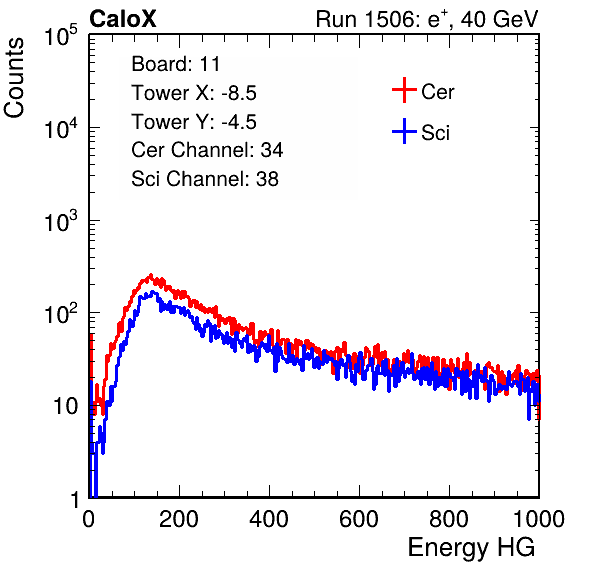 CaloX Run 1506: e+, 40 GeV
Counts
Board: 11
Tower X: -8.5
Tower Y: -4.5
Cer Channel: 34
Sci Channel: 38
Cer
Sci
10^5
10^4
10^3
10^2
10
1
0 200 400 600 800 1000
Energy HG